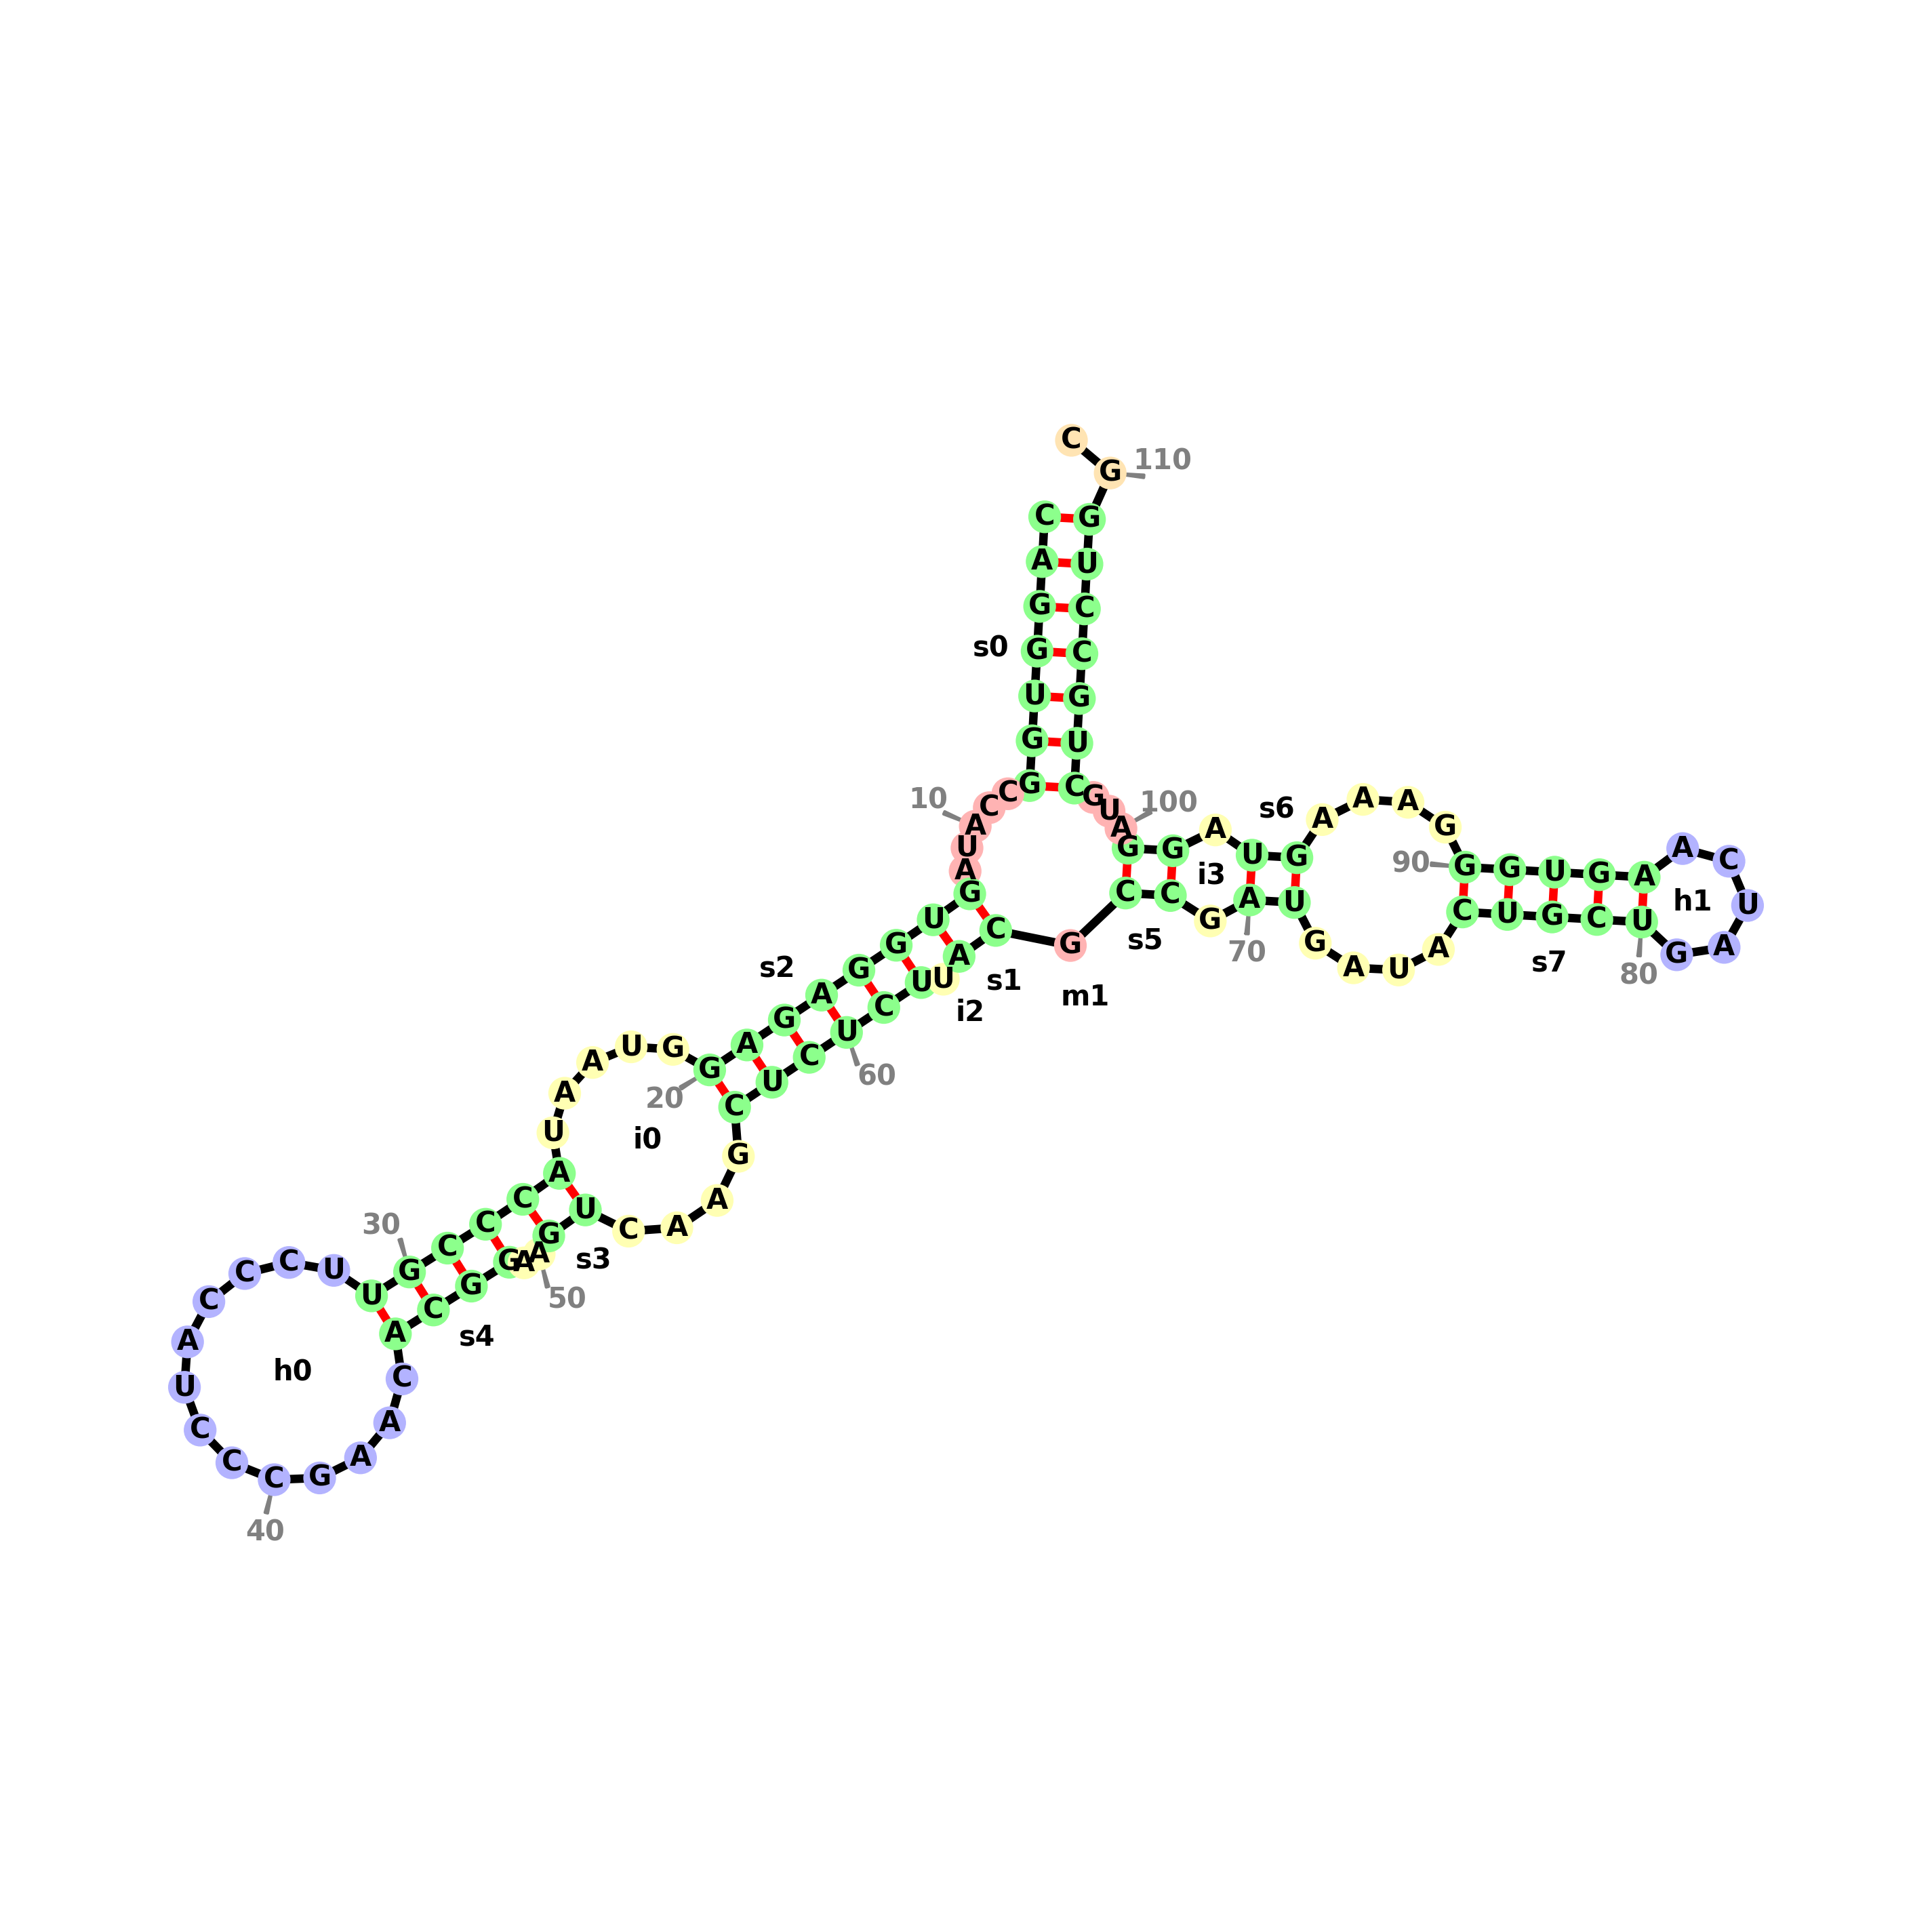 C A G G U G G
C C A U A
G U G G A G A G
G U A A U
A C C C G U
U C C C A U C C C G A A C
A C G G
A A
G U
C A A G
C U C U C U
U
A C
G
C C
G
A U
G A U A
C U G C U
G A U C A
A G U G G
G A A A
G U
A
G G
A U G
C U G C C U G
G C
10
20
30
40
50
60
70
80
90
100
110
s0
s1
s2
s3
s4
s5
s6
s7
i0
i2
i3
h0
h1
m1